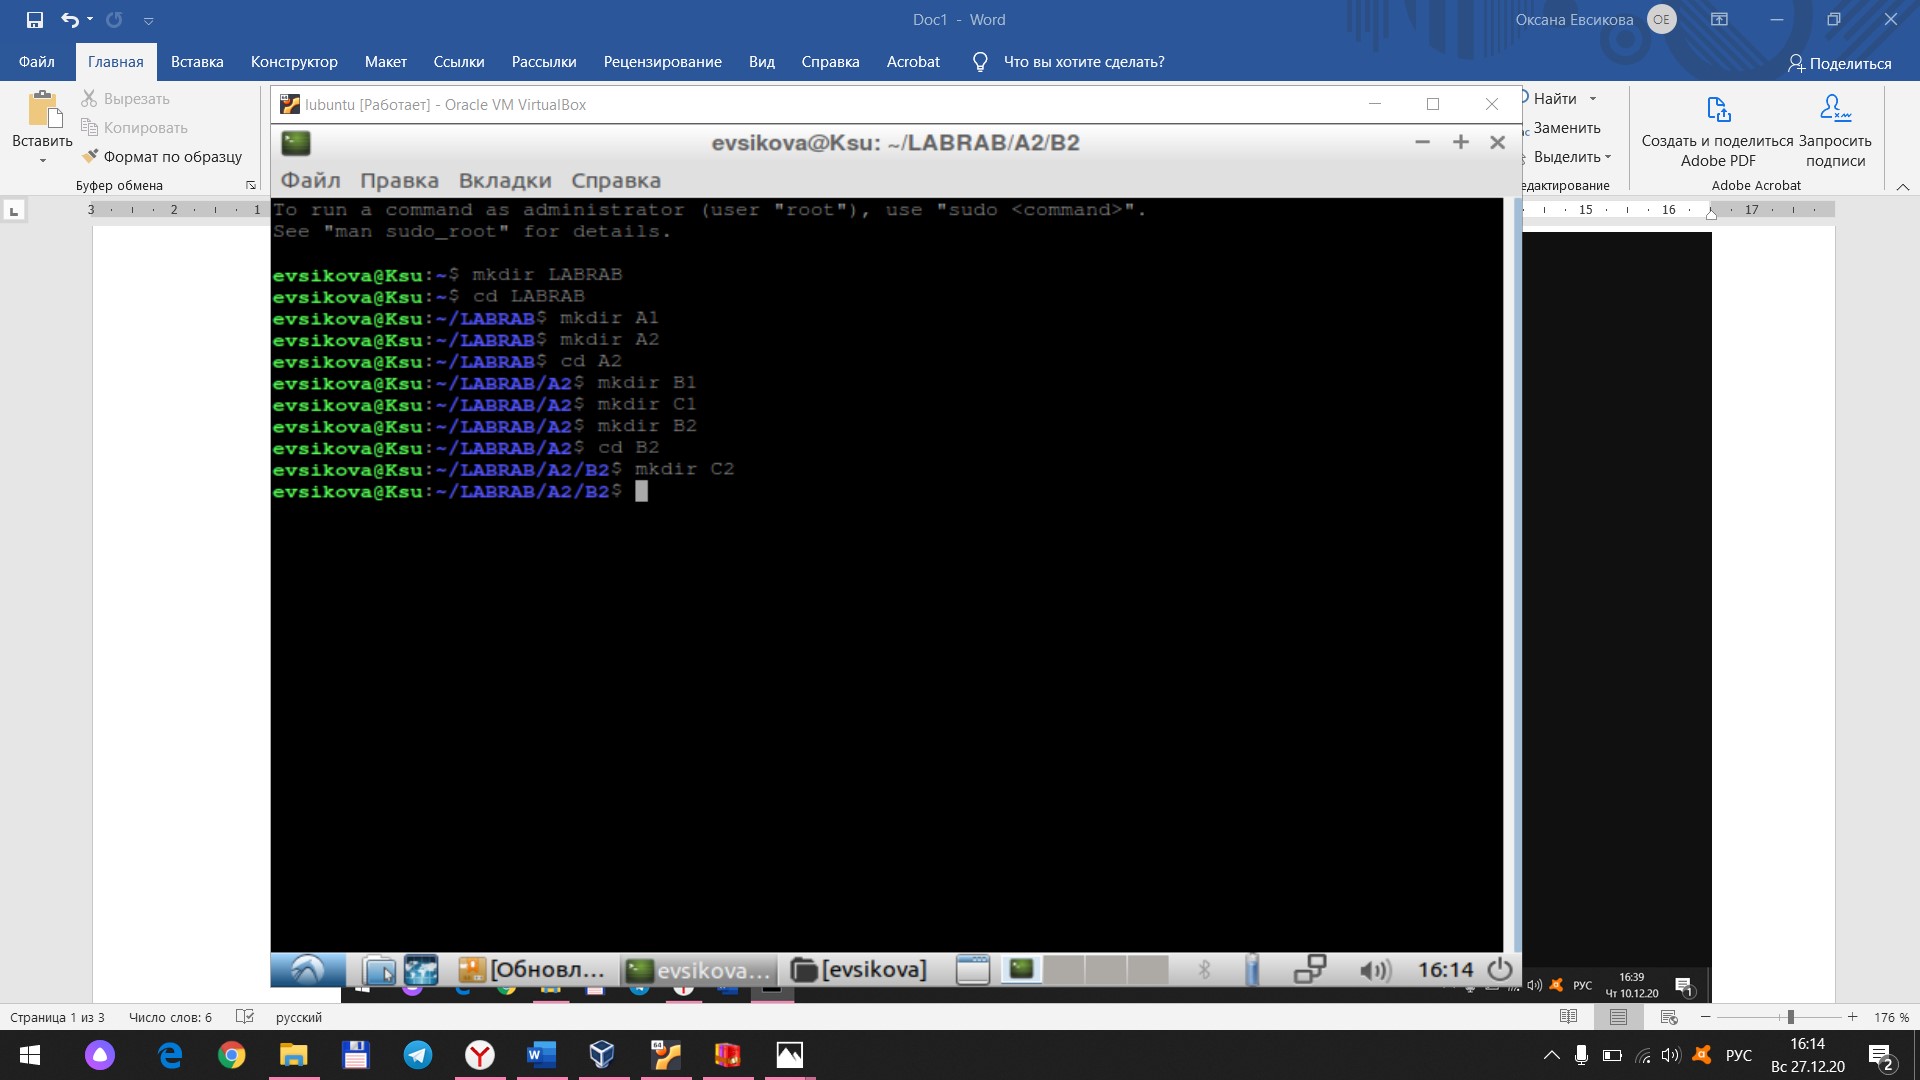 Doc1 - Word
Оксана Евсикова
ОЕ
Файл Главная Вставка Конструктор Макет Ссылки Рассылки Рецензирование Вид Справка Acrobat Что вы хотите сделать? Поделиться
Вставить
Вырезать
Копировать
Формат по образцу
Буфер обмена
Найти
Заменить
Выделить
Создать и поделиться Adobe PDF
Запросить подписи
Adobe Acrobat
3 2 1 15 16 17
lubuntu [Работает] - Oracle VM VirtualBox
evsikova@Ksu: ~/LABRAB/A2/B2
Файл Правка Вкладки Справка
To run a command as administrator (user "root"), use "sudo <command>".
See "man sudo_root" for details.
evsikova@Ksu:~$ mkdir LABRAB
evsikova@Ksu:~$ cd LABRAB
evsikova@Ksu:~/LABRAB$ mkdir A1
evsikova@Ksu:~/LABRAB$ mkdir A2
evsikova@Ksu:~/LABRAB$ cd A2
evsikova@Ksu:~/LABRAB/A2$ mkdir B1
evsikova@Ksu:~/LABRAB/A2$ mkdir C1
evsikova@Ksu:~/LABRAB/A2$ mkdir B2
evsikova@Ksu:~/LABRAB/A2$ cd B2
evsikova@Ksu:~/LABRAB/A2/B2$ mkdir C2
evsikova@Ksu:~/LABRAB/A2/B2$
[Обновл... evsikova... [evsikova] 16:14
РУС
16:39
Чт 10.12.20
1
Страница 1 из 3 Число слов: 6 русский 176 %
РУС
16:14
Вс 27.12.20
2